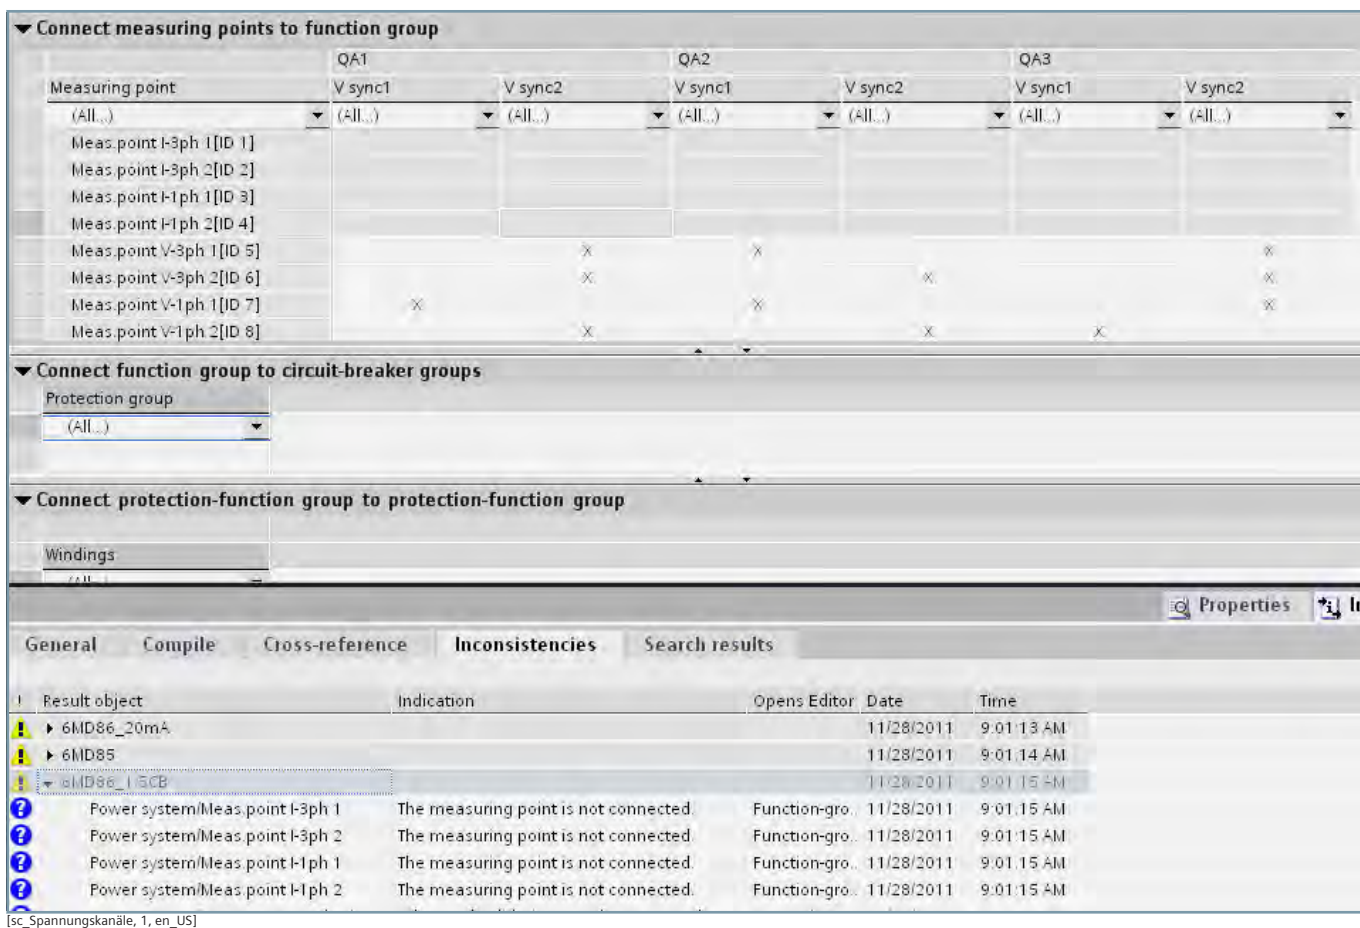 Connect measuring points to function group
QA1 QA2 QA3
Measuring point V sync1 V sync2 V sync1 V sync2 V sync1 V sync2
(All...) (All...) (All...) (All...) (All...) (All...) (All...)
Meas.point I-3ph 1[ID 1]
Meas.point I-3ph 2[ID 2]
Meas.point I-1ph 1[ID 3]
Meas.point I-1ph 2[ID 4]
Meas.point V-3ph 1[ID 5] X X X
Meas.point V-3ph 2[ID 6] X X X
Meas.point V-1ph 1[ID 7] X X X
Meas.point V-1ph 2[ID 8] X X X
Connect function group to circuit-breaker groups
Protection group
(All...)
Connect protection-function group to protection-function group
Windings
(All...)
Properties
General Compile Cross-reference Inconsistencies Search results
! Result object Indication Opens Editor Date Time
6MD86_20mA 11/28/2011 9:01:13 AM
6MD85 11/28/2011 9:01:14 AM
6MD86_1.5CB 11/28/2011 9:01:15 AM
Power system/Meas.point I-3ph 1 The measuring point is not connected. Function-gro.. 11/28/2011 9:01:15 AM
Power system/Meas.point I-3ph 2 The measuring point is not connected. Function-gro.. 11/28/2011 9:01:15 AM
Power system/Meas.point I-1ph 1 The measuring point is not connected. Function-gro.. 11/28/2011 9:01:15 AM
Power system/Meas.point I-1ph 2 The measuring point is not connected. Function-gro.. 11/28/2011 9:01:15 AM
[sc_Spannungskanäle, 1, en_US]